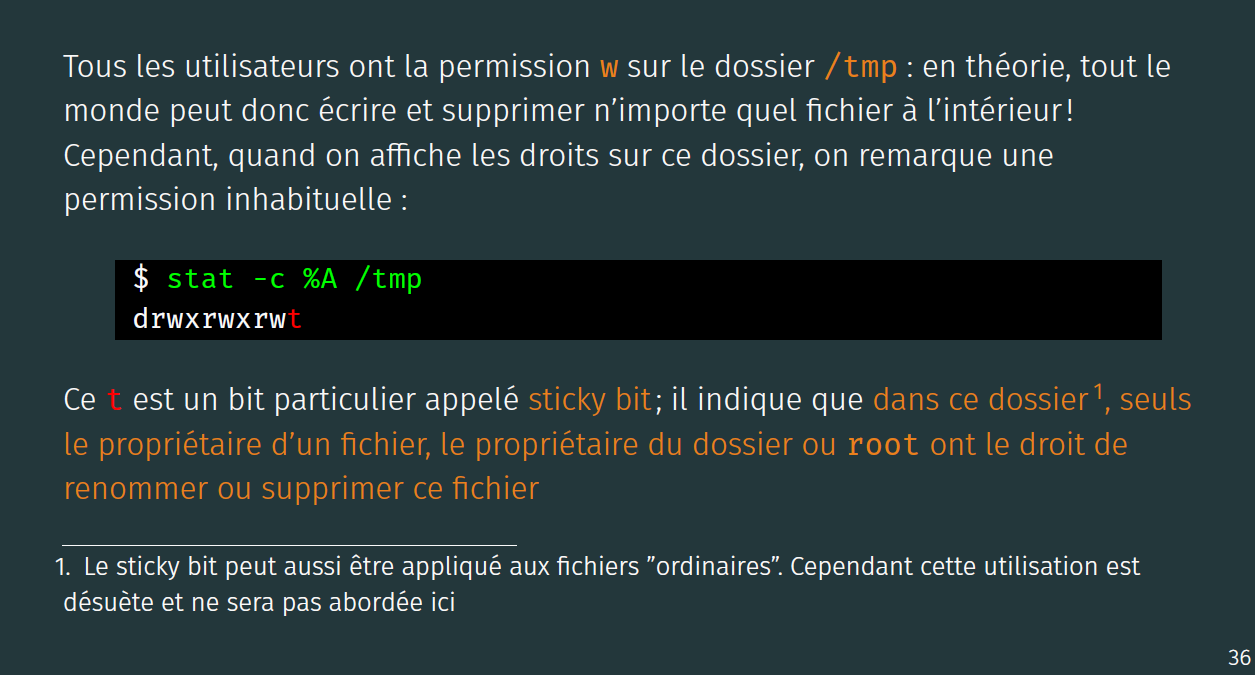 Tous les utilisateurs ont la permission w sur le dossier /tmp : en théorie, tout le
monde peut donc écrire et supprimer n’importe quel fichier à l’intérieur!
Cependant, quand on affiche les droits sur ce dossier, on remarque une
permission inhabituelle :
$ stat -c %A /tmp
drwxrwxrwt
Ce t est un bit particulier appelé sticky bit; il indique que dans ce dossier 1, seuls
le propriétaire d’un fichier, le propriétaire du dossier ou root ont le droit de
renommer ou supprimer ce fichier
1. Le sticky bit peut aussi être appliqué aux fichiers ”ordinaires”. Cependant cette utilisation est
désuète et ne sera pas abordée ici
36